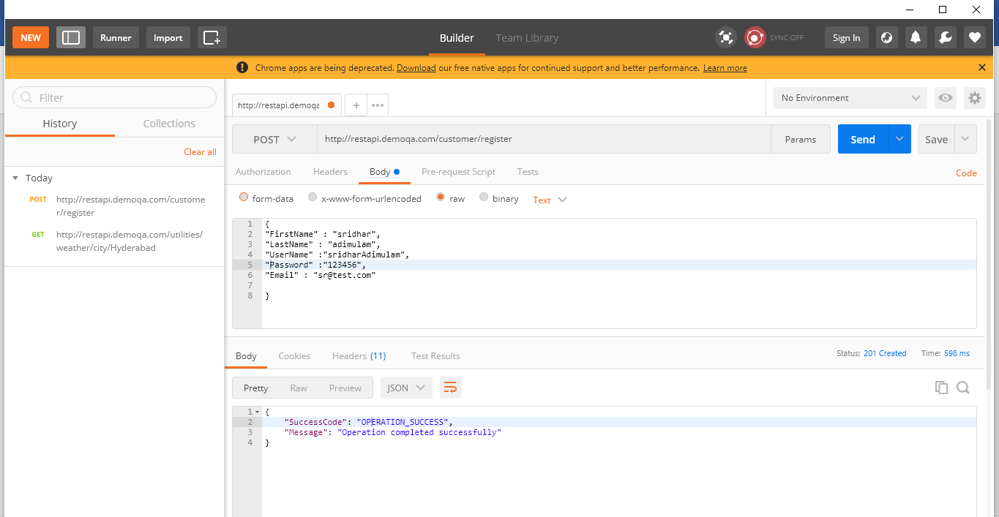 NEW
Runner
Import
Builder
Team Library
SYNC OFF
Sign In
Chrome apps are being deprecated. Download our free native apps for continued support and better performance. Learn more
Filter
History
Collections
Clear all
Today
POST http://restapi.demoqa.com/custome
r/register
GET http://restapi.demoqa.com/utilities/
weather/city/Hyderabad
http://restapi.demoqa
No Environment
POST
http://restapi.demoqa.com/customer/register
Params
Send
Save
Authorization
Headers
Body
Pre-request Script
Tests
Code
form-data
x-www-form-urlencoded
raw
binary
Text
1 {
2 "FirstName" : "sridhar",
3 "LastName" : "adimulam",
4 "UserName" :"sridharAdimulam",
5 "Password" :"123456",
6 "Email" : "sr@test.com"
7
8 }
Body
Cookies
Headers (11)
Test Results
Status: 201 Created
Time: 598 ms
Pretty
Raw
Preview
JSON
1 {
2 "SuccessCode": "OPERATION_SUCCESS",
3 "Message": "Operation completed successfully"
4 }